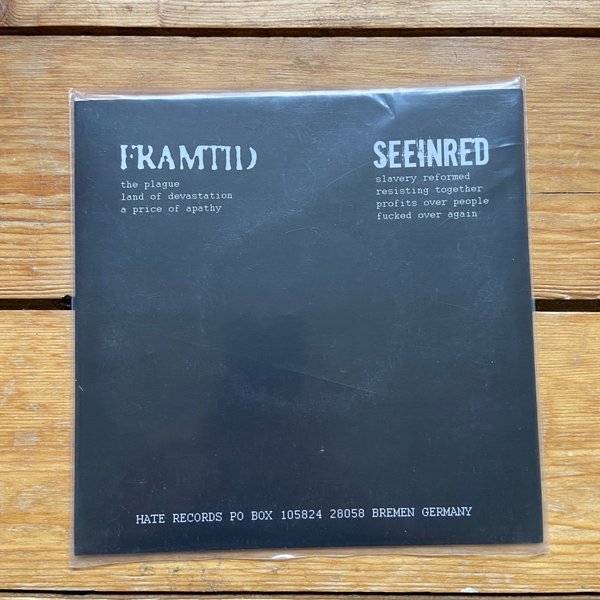 FRAMTID
the plague
land of devastation
a price of apathy
SEEINRED
slavery reformed
resisting together
profits over people
fucked over again
HATE RECORDS PO BOX 105824 28058 BREMEN GERMANY